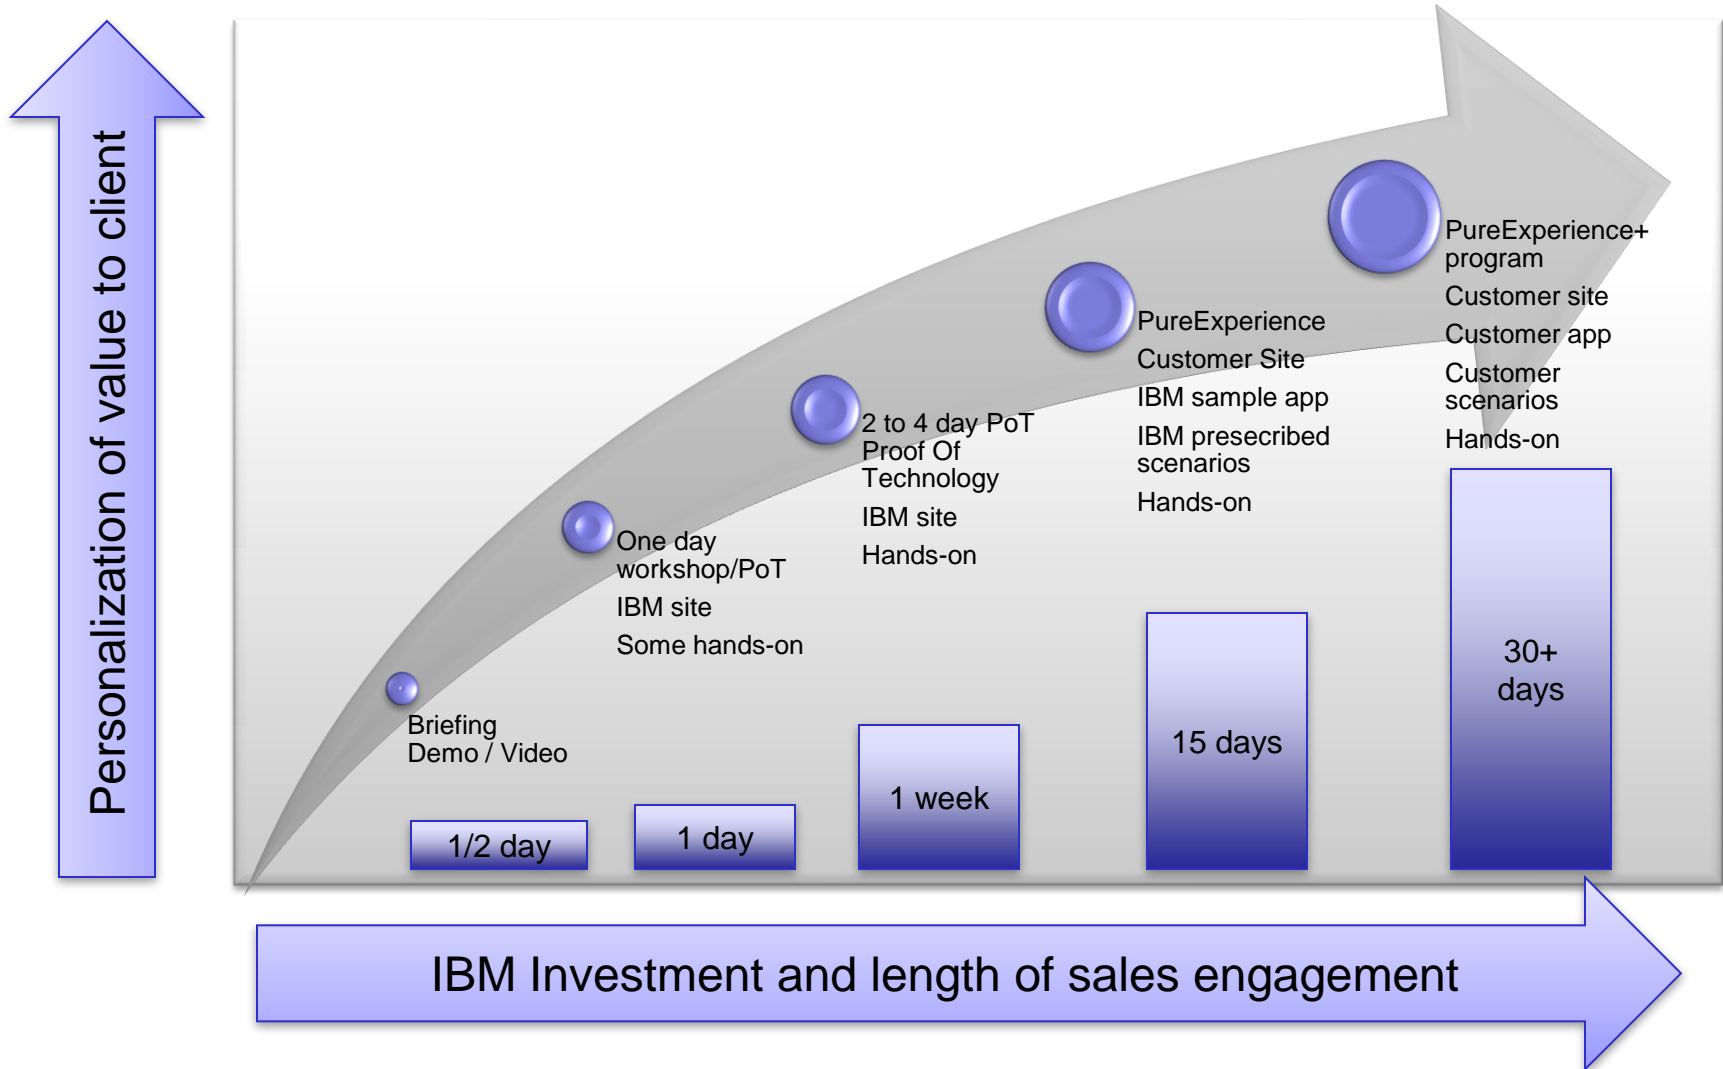 Personalization of value to client
Briefing
Demo / Video
One day
workshop/PoT
IBM site
Some hands-on
2 to 4 day PoT
Proof Of
Technology
IBM site
Hands-on
PureExperience
Customer Site
IBM sample app
IBM presecribed
scenarios
Hands-on
PureExperience+
program
Customer site
Customer app
Customer
scenarios
Hands-on
1/2 day
1 day
1 week
15 days
30+
days
IBM Investment and length of sales engagement